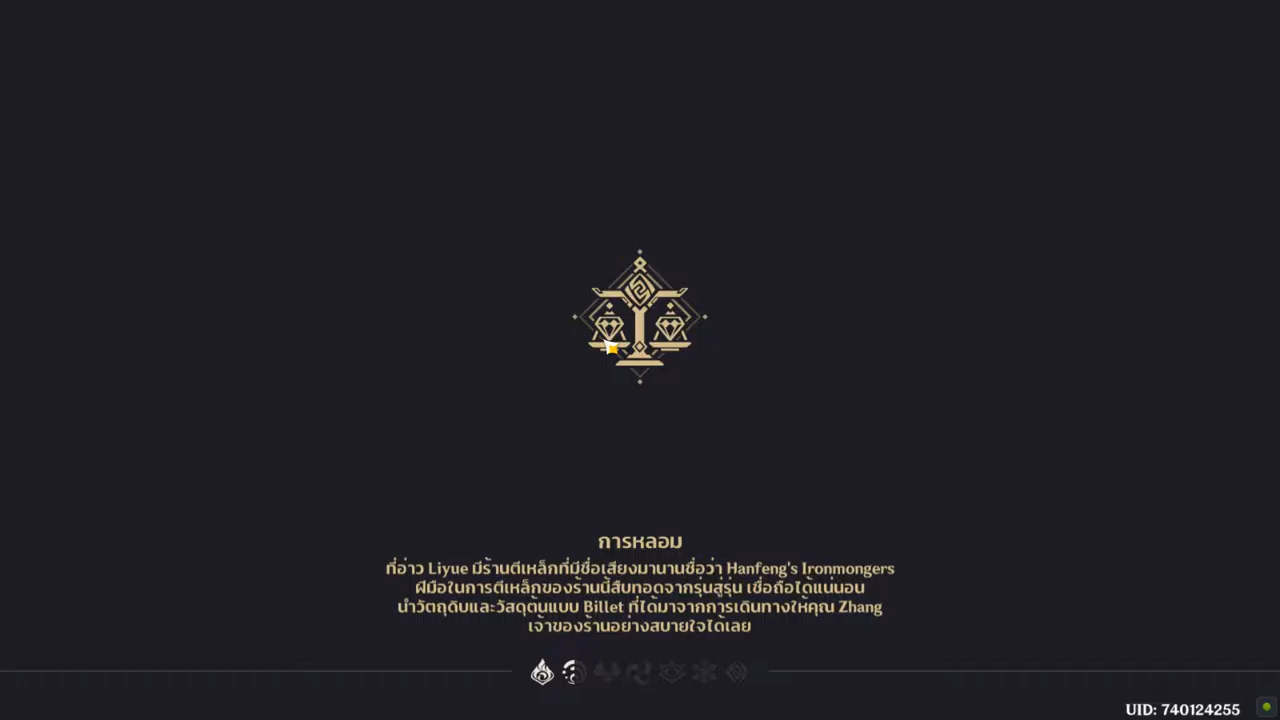 การหลอม
ที่อ่าว Liyue มีร้านตีเหล็กที่มีชื่อเสียงมานานชื่อว่า Hanfeng's Ironmongers
ฝีมือในการตีเหล็กของร้านนี้สืบทอดจากรุ่นสู่รุ่น เชื่อถือได้แน่นอน
นำวัตถุดิบและวัสดุต้นแบบ Billet ที่ได้มาจากการเดินทางให้คุณ Zhang
เจ้าของร้านอย่างสบายใจได้เลย
UID: 740124255